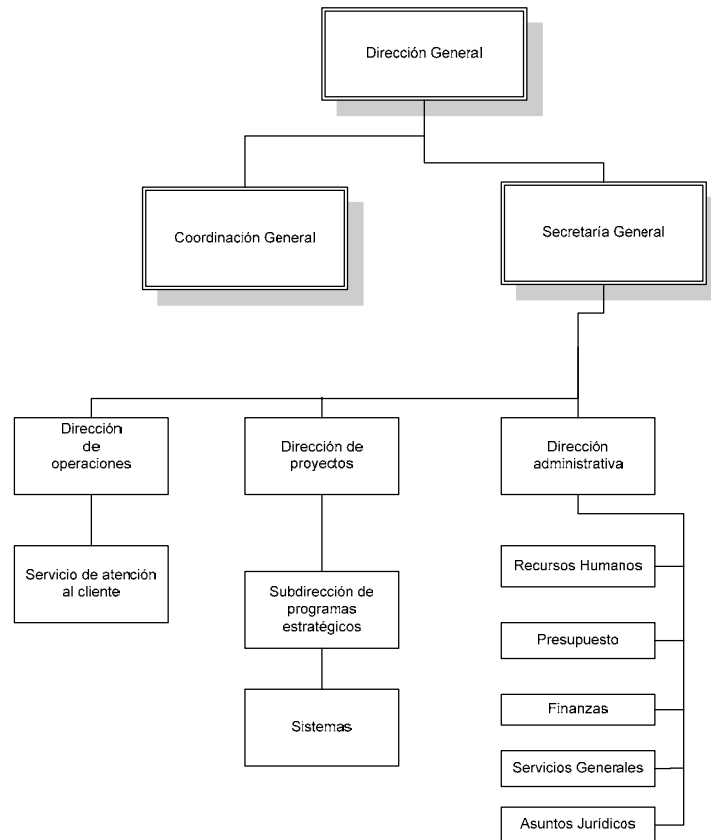 Dirección General
Coordinación General
Secretaría General
Dirección
de
operaciones
Dirección de
proyectos
Dirección
administrativa
Servicio de atención
al cliente
Subdirección de
programas
estratégicos
Sistemas
Recursos Humanos
Presupuesto
Finanzas
Servicios Generales
Asuntos Jurídicos